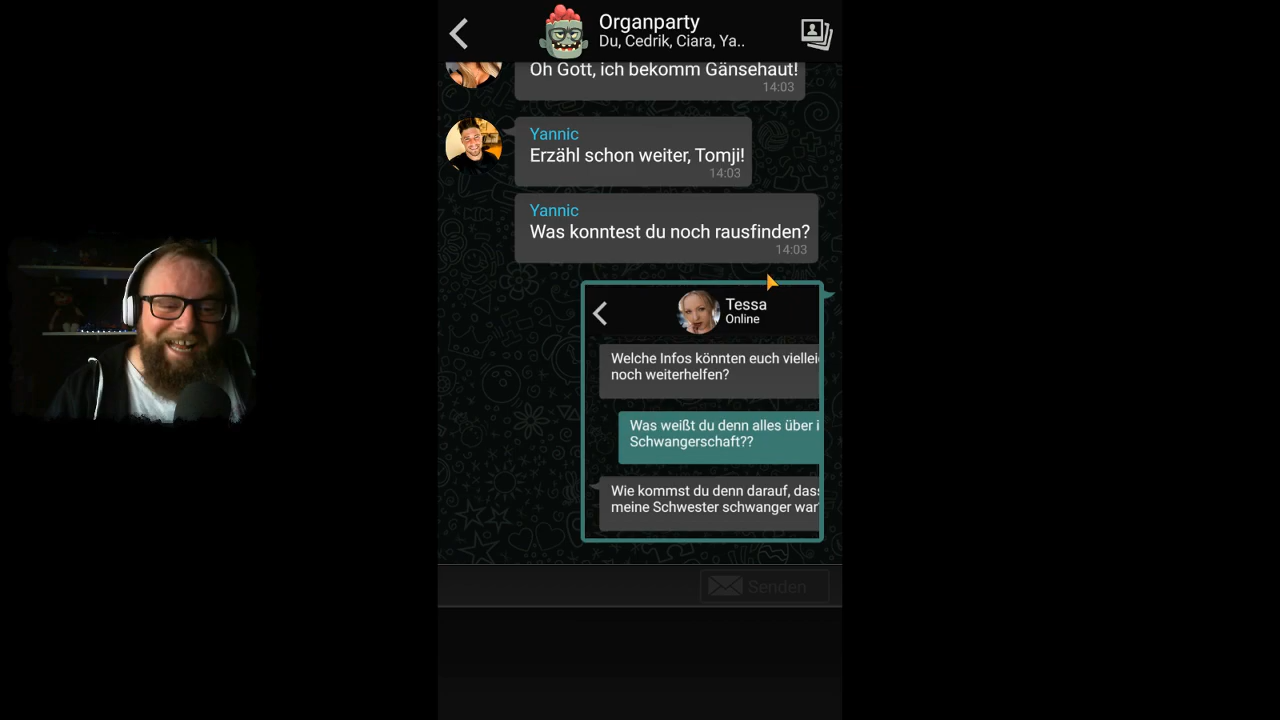 Organparty
Du, Cedrik, Ciara, Ya..
Oh Gott, ich bekomm Gänsehaut!
14:03
Yannic
Erzähl schon weiter, Tomji!
14:03
Yannic
Was konntest du noch rausfinden?
14:03
Tessa
Online
Welche Infos könnten euch
noch weiterhelfen?
Was weißt du denn alles über
Schwangerschaft??
Wie kommst du denn darauf,
meine Schwester schwanger war
Senden